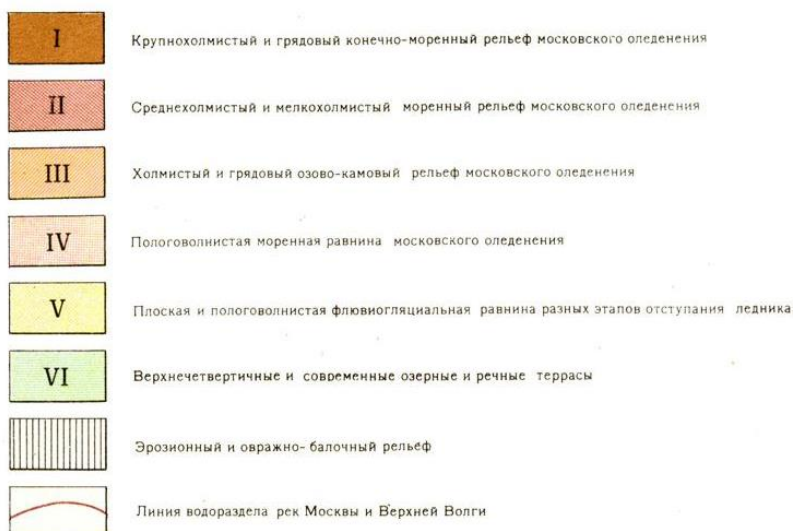 I Крупнохолмистый и грядовый конечно-моренный рельеф московского оледенения
II Среднехолмистый и мелкохолмистый моренный рельеф московского оледенения
III Холмистый и грядовый озово-камовый рельеф московского оледенения
IV Пологоволнистая моренная равнина московского оледенения
V Плоская и пологоволнистая флювиогляциальная равнина разных этапов отступания ледника
VI Верхнечетвертичные и современные озерные и речные террасы
Эрозионный и овражно-балочный рельеф
Линия водораздела рек Москвы и Верхней Волги